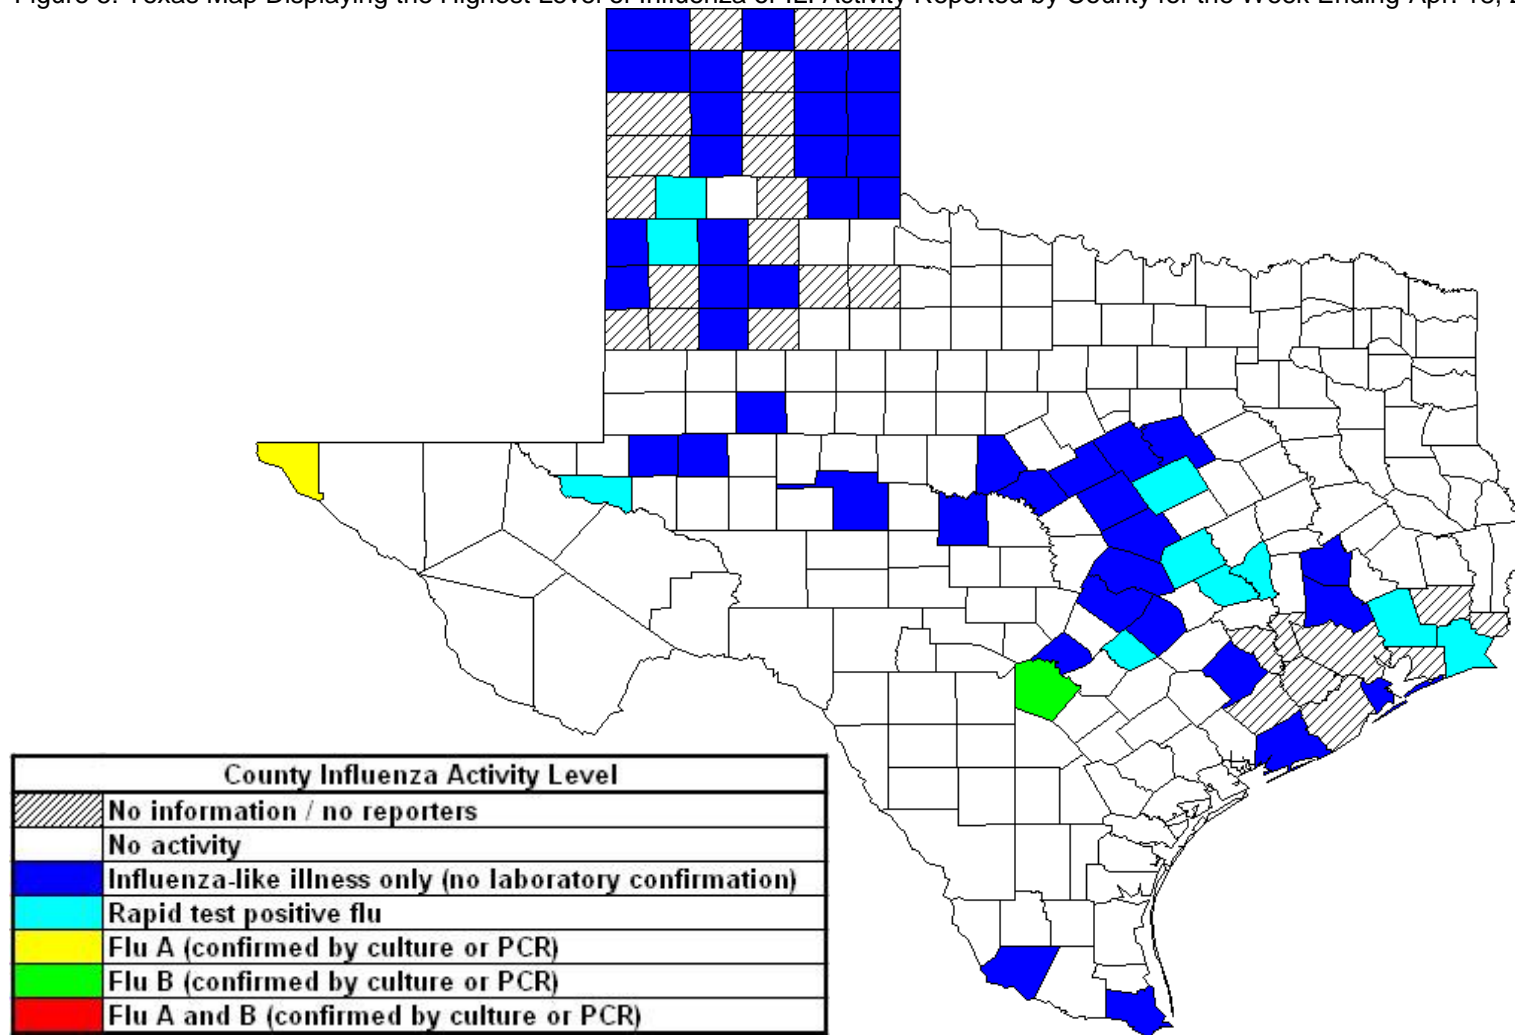 Texas Map Displaying the Highest Level of Influenza or ILI Activity Reported by County for the Week Ending Apr.
County Influenza Activity Level
No information / no reporters
No activity
Influenza-like illness only (no laboratory confirmation)
Rapid test positive flu
Flu A (confirmed by culture or PCR)
Flu B (confirmed by culture or PCR)
Flu A and B (confirmed by culture or PCR)